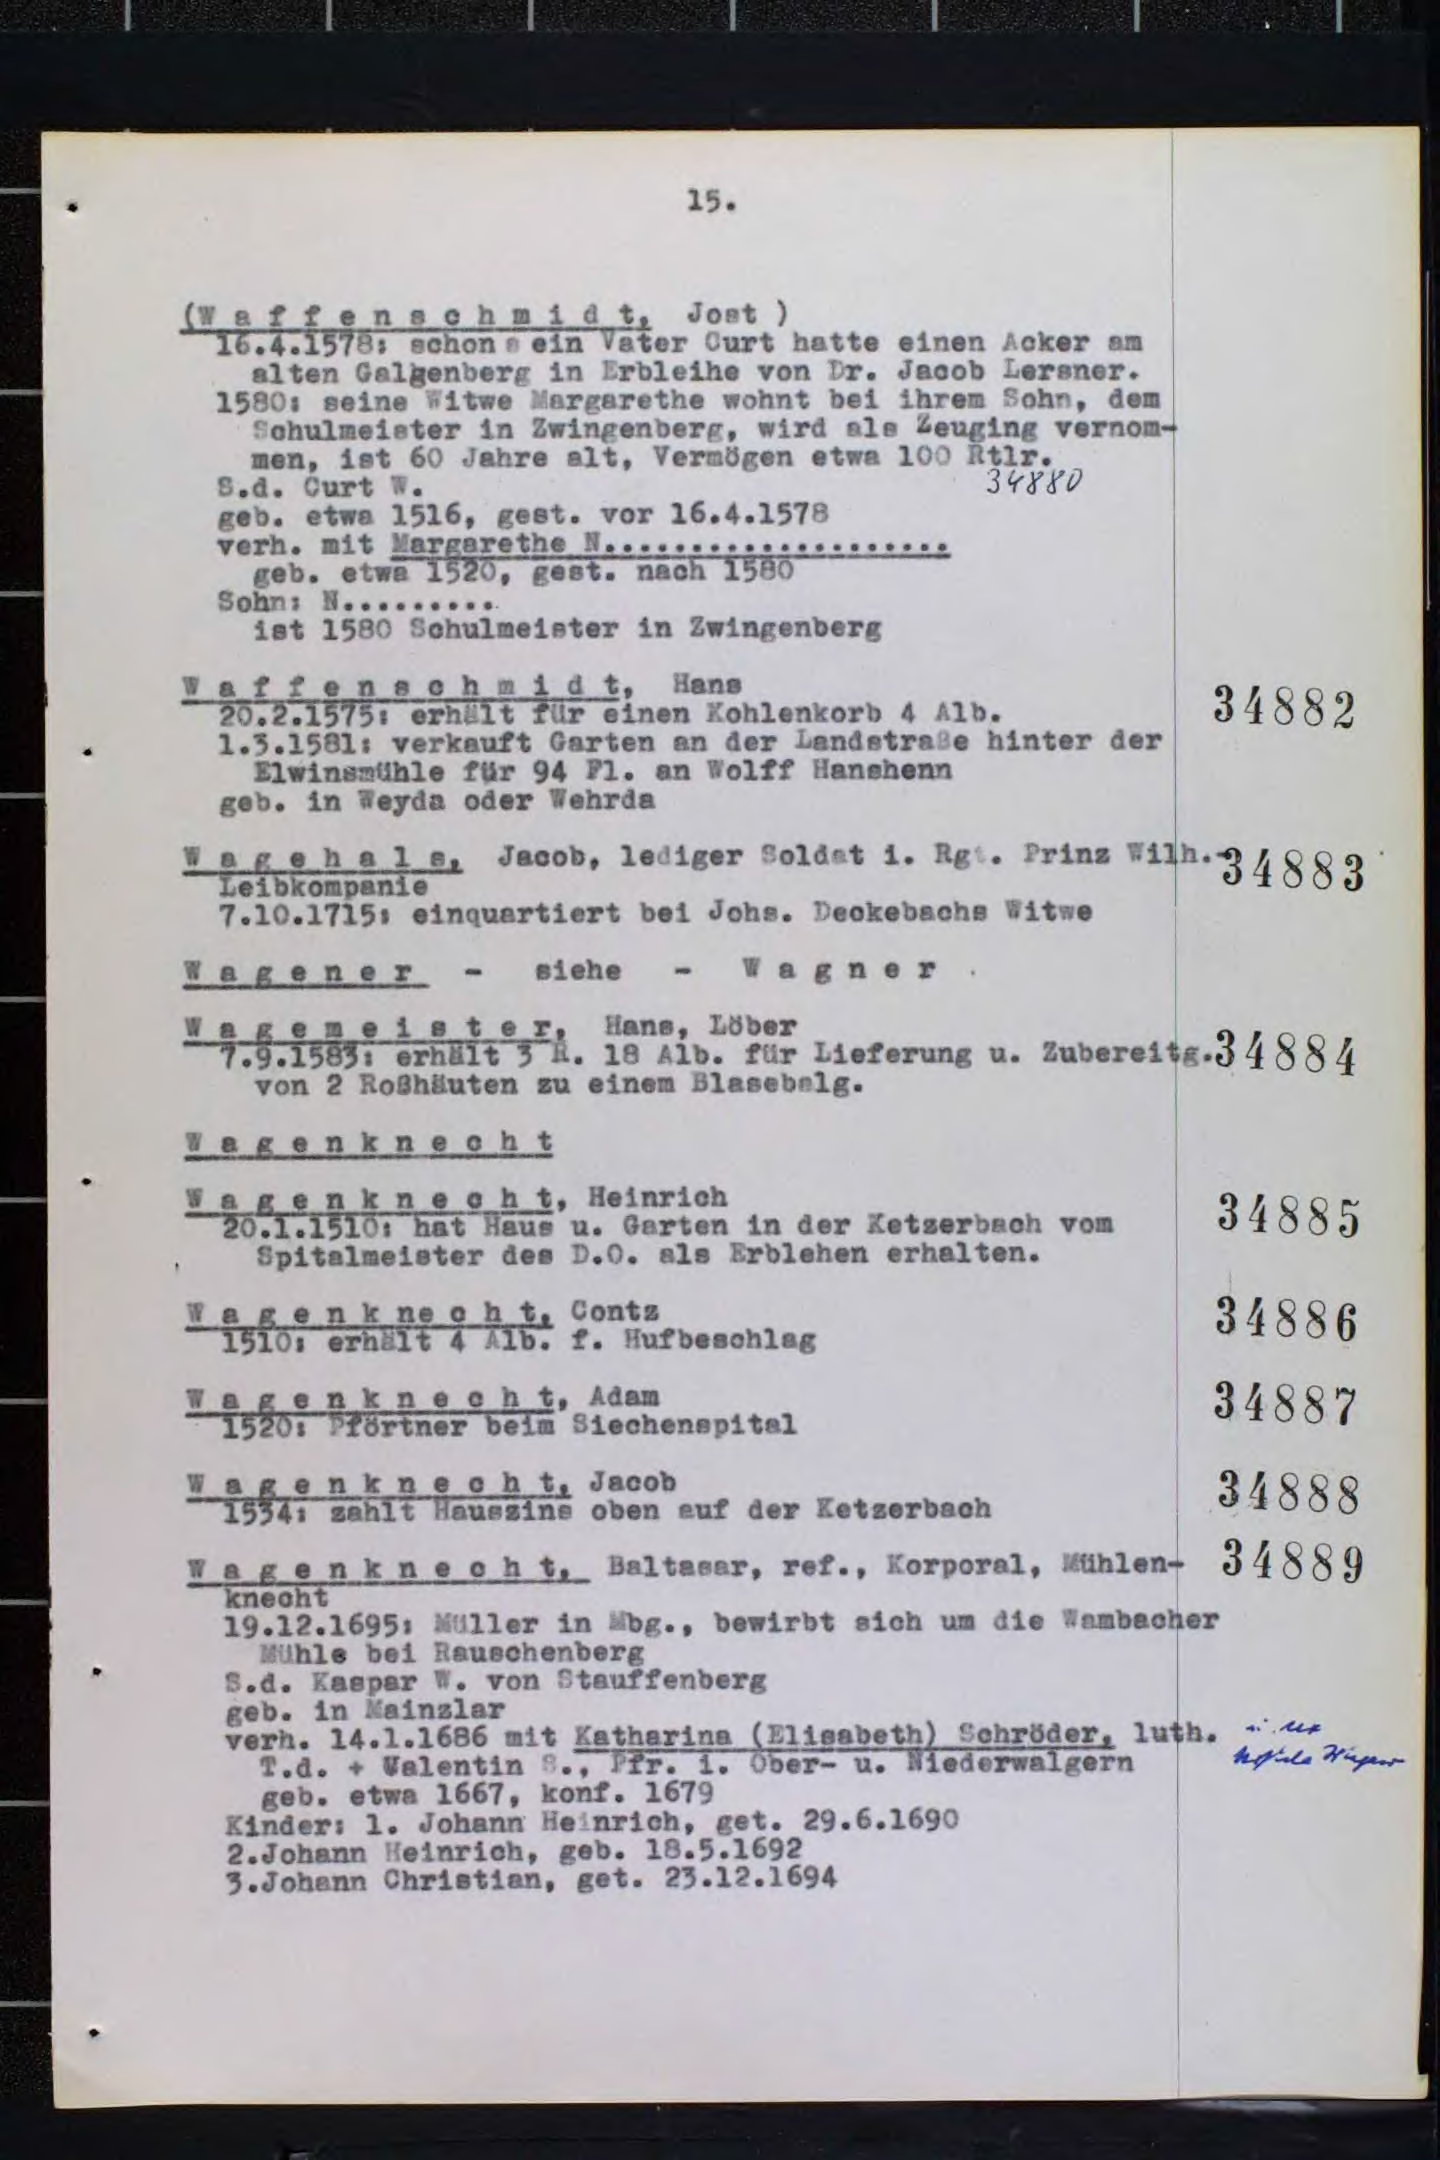 15.
(W a f f e n s c h m i d t, Jost )
16.4.1578: schon sein Vater Curt hatte einen Acker am
alten Galgenberg in Erbleihe von Dr. Jacob Lersner.
1580: seine Witwe Margarethe wohnt bei ihrem Sohn, dem
Schulmeister in Zwingenberg, wird als Zeuging vernom-
men, ist 60 Jahre alt, Vermögen etwa 100 Rtlr.
S.d. Curt W. 34880
geb. etwa 1516, gest. vor 16.4.1578
verh. mit Margarethe N....................
geb. etwa 1520, gest. nach 1580
Sohn: N.........
ist 1580 Schulmeister in Zwingenberg
W a f f e n s c h m i d t, Hans 34882
20.2.1575: erhält für einen Kohlenkorb 4 Alb.
1.3.1581: verkauft Garten an der Landstraße hinter der
Elwinsmühle für 94 Fl. an Wolff Hanshenn
geb. in Weyda oder Wehrda
W a g e h a l s, Jacob, lediger Soldat i. Rgt. Prinz Wilh.- 34883
Leibkompanie
7.10.1715: einquartiert bei Johs. Deckebachs Witwe
W a g e n e r - siehe - W a g n e r .
W a g e m e i s t e r, Hans, Löber
7.9.1583: erhält 3 R. 18 Alb. für Lieferung u. Zubereitg. 34884
von 2 Roßhäuten zu einem Blasebalg.
W a g e n k n e c h t
W a g e n k n e c h t, Heinrich 34885
20.1.1510: hat Haus u. Garten in der Ketzerbach vom
Spitalmeister des D.O. als Erblehen erhalten.
W a g e n k ne c h t, Contz 34886
1510: erhält 4 Alb. f. Hufbeschlag
W a g e n k n e c h t, Adam 34887
1520: Pförtner beim Siechenspital
W a g e n k n e c h t, Jacob 34888
1534: zahlt Hauszins oben auf der Ketzerbach
W a g e n k n e c h t, Baltasar, ref., Korporal, Mühlen- 34889
knecht
19.12.1695: Müller in Mbg., bewirbt sich um die Wambacher
Mühle bei Rauschenberg
S.d. Kaspar W. von Stauffenberg
geb. in Mainzlar
verh. 14.1.1686 mit Katharina (Elisabeth) Schröder, luth.
T.d. + Valentin S., Pfr. i. Ober- u. Niederwalgern
geb. etwa 1667, konf. 1679
Kinder: 1. Johann Heinrich, get. 29.6.1690
2.Johann Heinrich, geb. 18.5.1692
3.Johann Christian, get. 23.12.1694